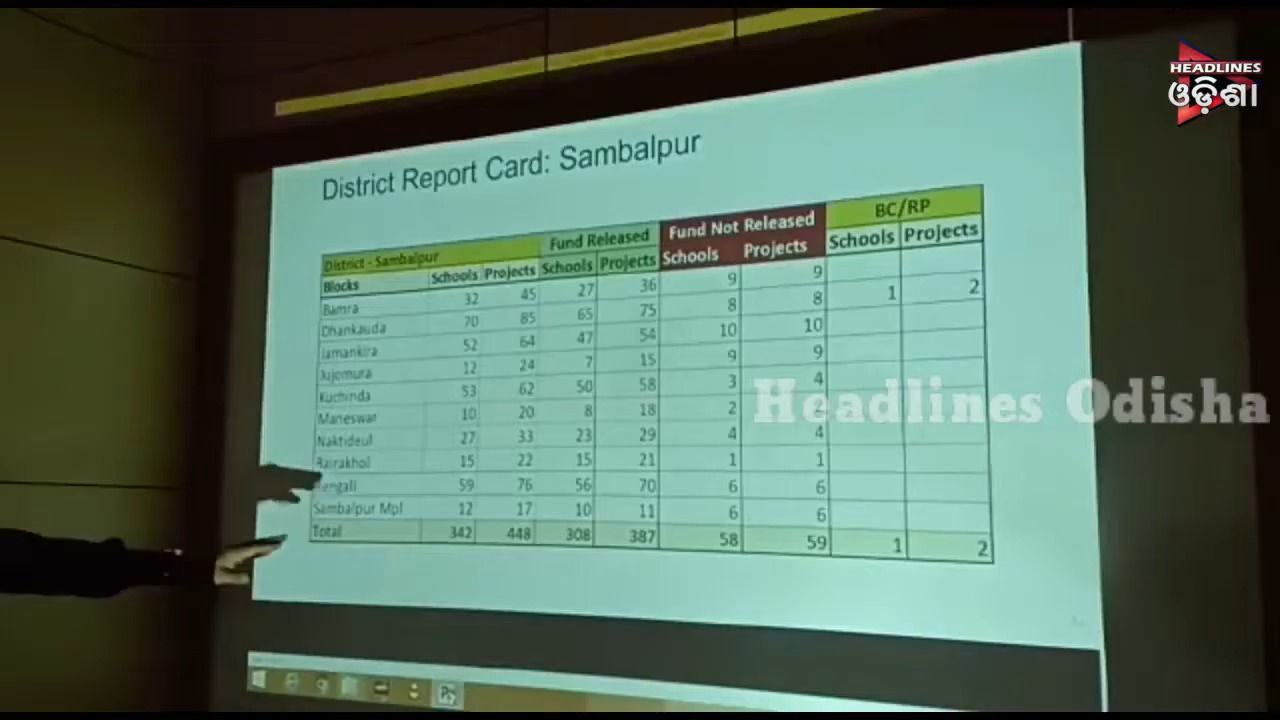 HEADLINES
ଓଡ଼ିଶା
District Report Card: Sambalpur
District - Sambalpur Fund Released Fund Not Released BC/RP
Blocks Schools Projects Schools Projects Schools Projects Schools Projects
Bamra 32 45 27 36 9 9
Dhankauda 70 85 65 75 8 8 1 2
Jamankira 52 64 47 54 10 10
Jujomura 12 24 7 15 9 9
Kuchinda 53 62 50 58 3 4
Maneswar 10 20 8 18 2 2
Naktideul 27 33 23 29 4 4
Rairakhol 15 22 15 21 1 1
engali 59 76 56 70 6 6
Sambalpur Mpl 12 17 10 11 6 6
Total 342 448 308 387 58 59 1 2
Headlines Odisha